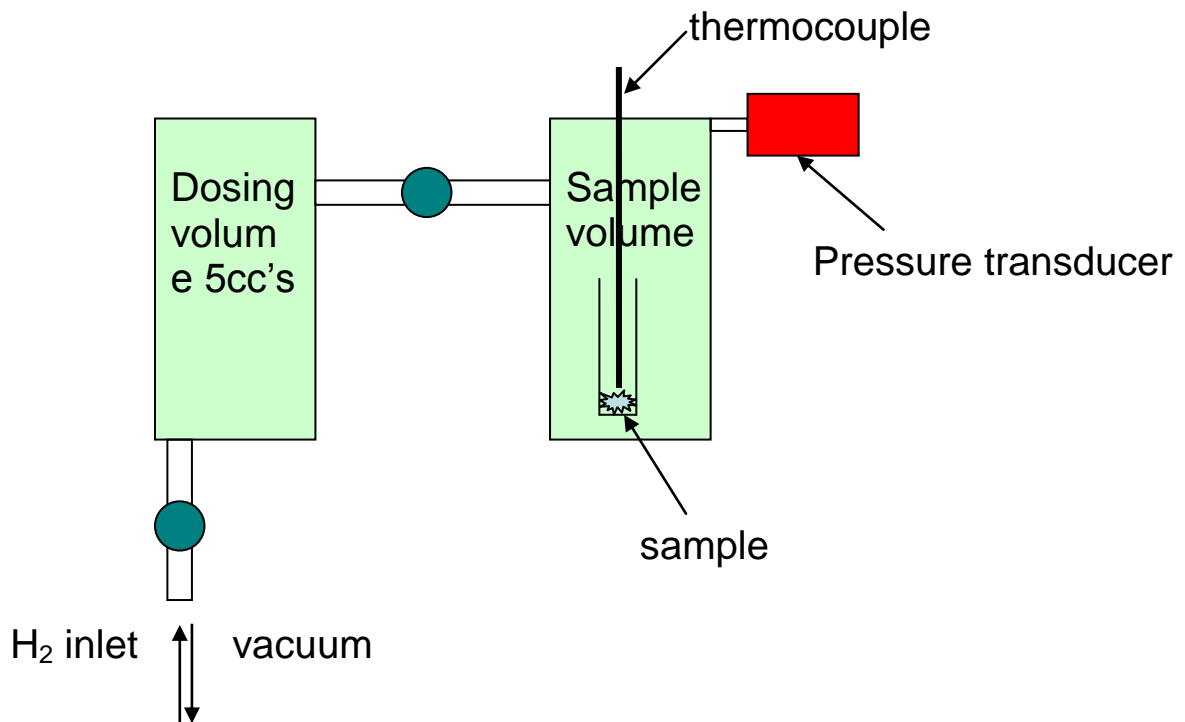 thermocouple
Dosing
volum
e 5cc’s
Sample
volume
Pressure transducer
sample
H₂ inlet
vacuum